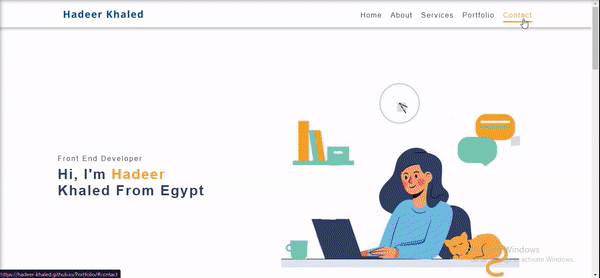 Hadeer Khaled
Home About Services Portfolio Contact
Front End Developer
Hi, I'm Hadeer
Khaled From Egypt
Windows
activate Windows.
https://hadeer-khaled.github.io/Portfolio/#contact